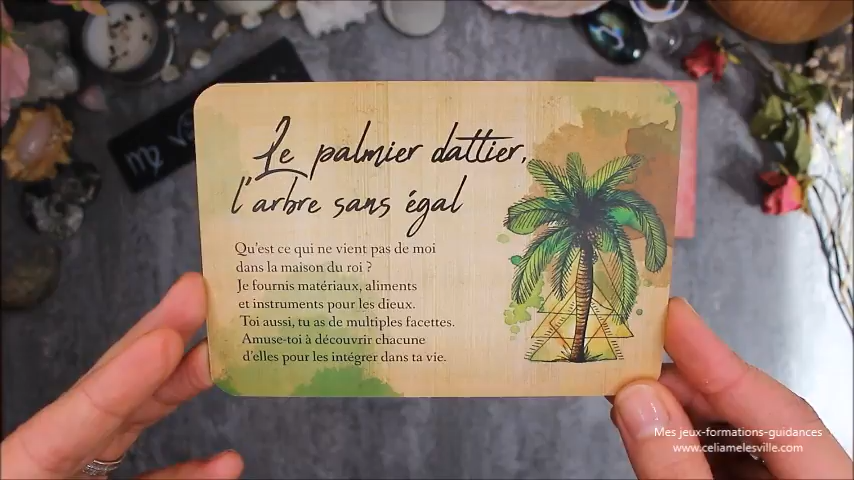 Le palmier dattier,
l'arbre sans égal
Qu'est ce qui ne vient pas de moi
dans la maison du roi ?
Je fournis matériaux, aliments
et instruments pour les dieux.
Toi aussi, tu as de multiples facettes.
Amuse-toi à découvrir chacune
d'elles pour les intégrer dans ta vie.
Mes jeux-formations-guidances
www.celiamelesville.com